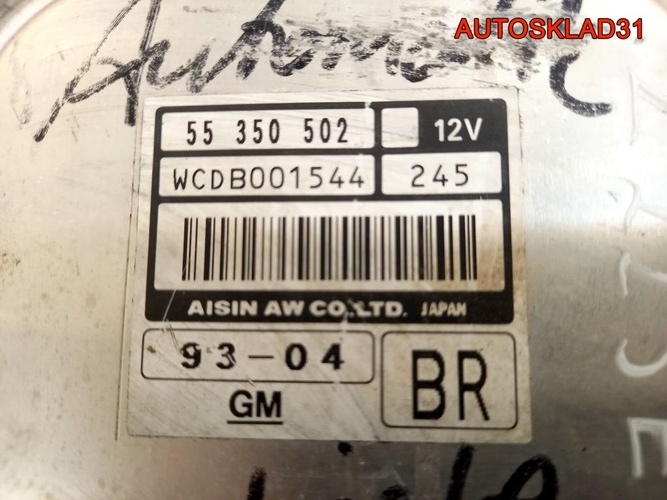 AUTOSKLAD31
Automatik
55 350 502 12V
WCDB001544 245
AISIN AW CO.,LTD. JAPAN
93-04
GM
BR